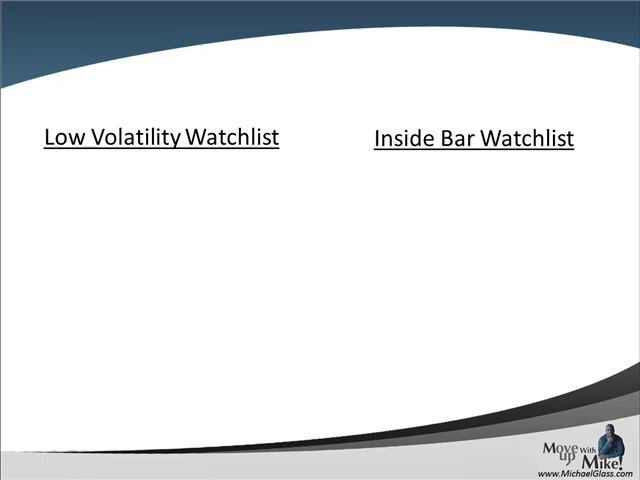 Low Volatility Watchlist
Inside Bar Watchlist
Move up With Mike!
www.MichaelGlass.com